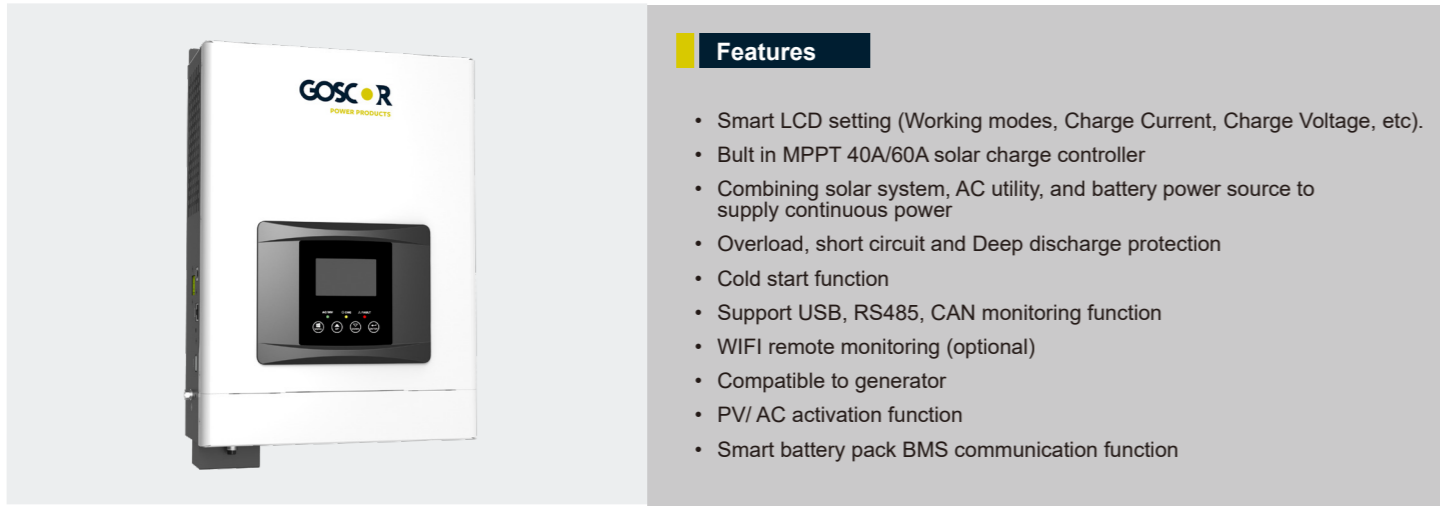 GOSCOR
POWER PRODUCTS
Features
• Smart LCD setting (Working modes, Charge Current, Charge Voltage, etc).
• Bult in MPPT 40A/60A solar charge controller
• Combining solar system, AC utility, and battery power source to
supply continuous power
• Overload, short circuit and Deep discharge protection
• Cold start function
• Support USB, RS485, CAN monitoring function
• WIFI remote monitoring (optional)
• Compatible to generator
• PV/ AC activation function
• Smart battery pack BMS communication function